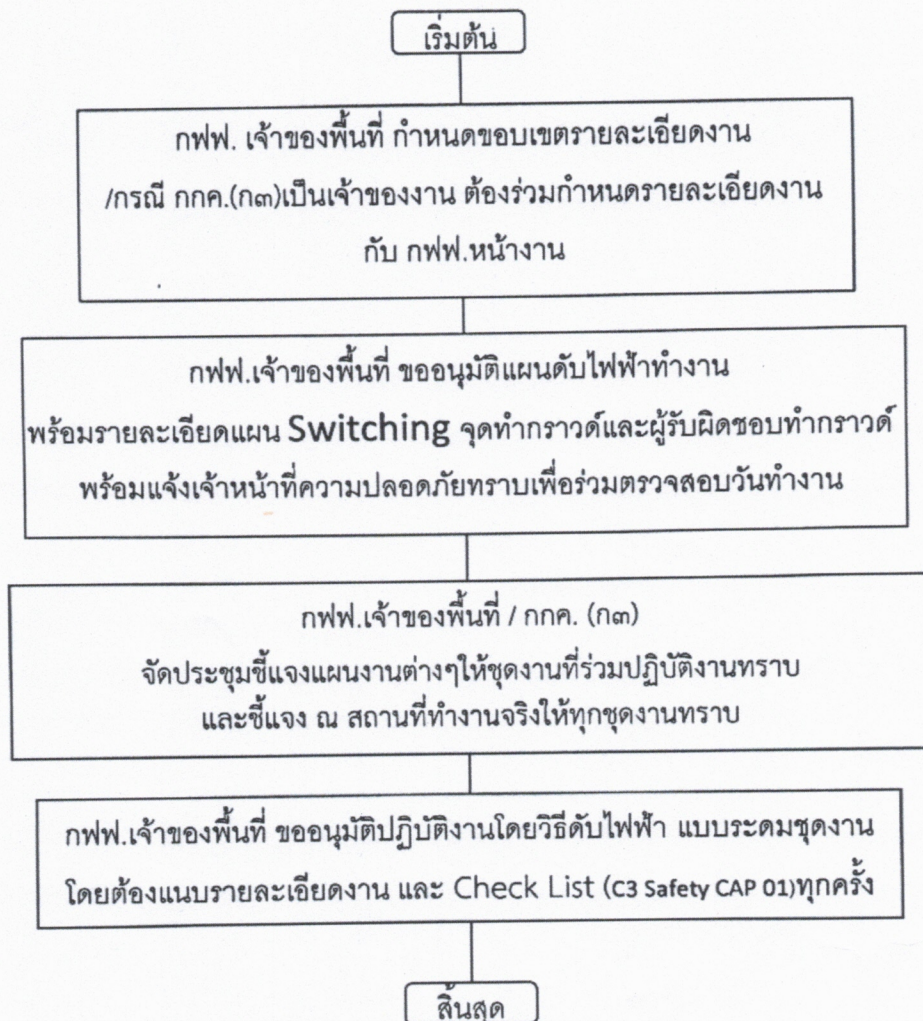 เริ่มต้น
กฟฟ. เจ้าของพื้นที่ กำหนดขอบเขตรายละเอียดงาน
/กรณี กกค.(ก๓)เป็นเจ้าของงาน ต้องร่วมกำหนดรายละเอียดงาน
กับ กฟฟ.หน้างาน
กฟฟ.เจ้าของพื้นที่ ขออนุมัติแผนดับไฟฟ้าทำงาน
พร้อมรายละเอียดแผน Switching จุดทำกราวด์และผู้รับผิดชอบทำกราวด์
พร้อมแจ้งเจ้าหน้าที่ความปลอดภัยทราบเพื่อร่วมตรวจสอบวันทำงาน
กฟฟ.เจ้าของพื้นที่ / กกค. (ก๓)
จัดประชุมชี้แจงแผนงานต่างๆให้ชุดงานที่ร่วมปฏิบัติงานทราบ
และชี้แจง ณ สถานที่ทำงานจริงให้ทุกชุดงานทราบ
กฟฟ.เจ้าของพื้นที่ ขออนุมัติปฏิบัติงานโดยวิธีดับไฟฟ้า แบบระดมชุดงาน
โดยต้องแนบรายละเอียดงาน และ Check List (C3 Safety CAP 01)ทุกครั้ง
สิ้นสุด